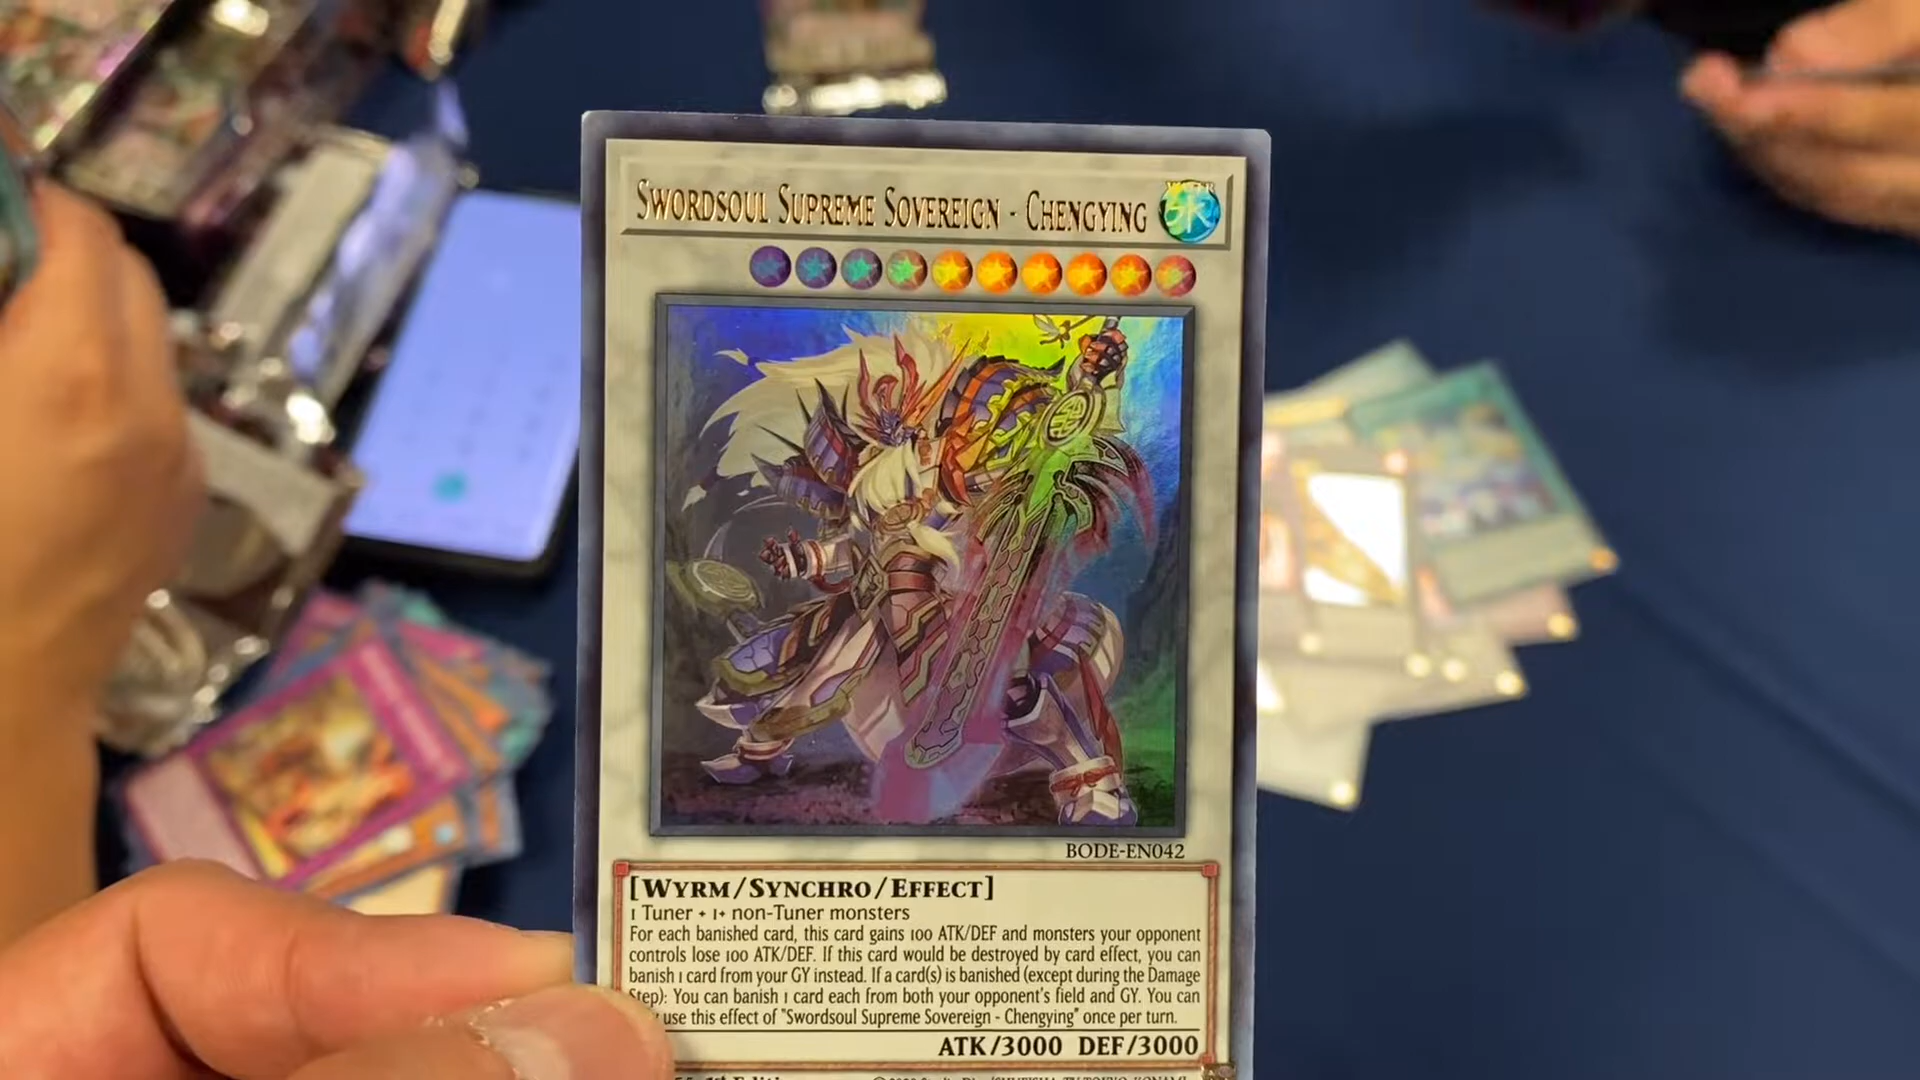 SWORDSOUL SUPREME SOVEREIGN - CHENGYING
WATER
BODE-EN042
[WYRM/SYNCHRO/EFFECT]
1 Tuner + 1+ non-Tuner monsters
For each banished card, this card gains 100 ATK/DEF and monsters your opponent
controls lose 100 ATK/DEF. If this card would be destroyed by card effect, you can
banish 1 card from your GY instead. If a card(s) is banished (except during the Damage
Step): You can banish 1 card each from both your opponent's field and GY. You can
use this effect of "Swordsoul Supreme Sovereign - Chengying" once per turn.
ATK/3000 DEF/3000